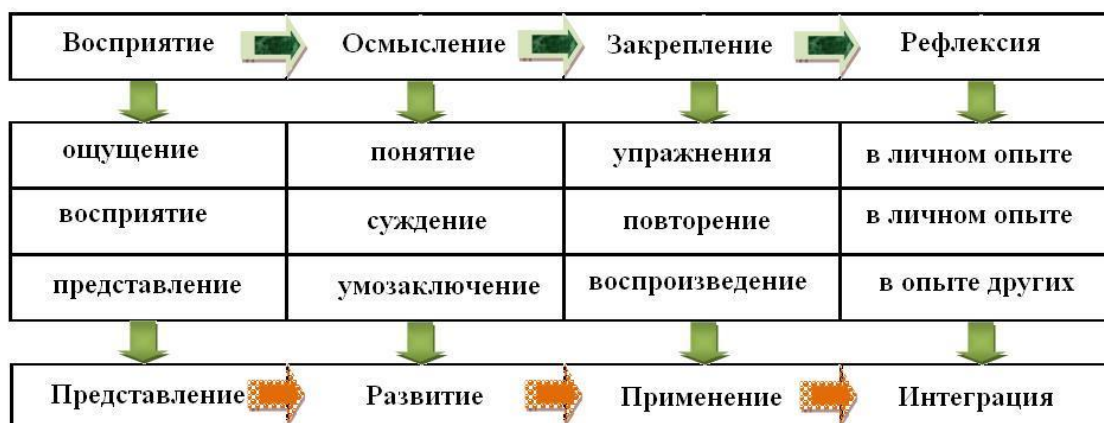 Восприятие Осмысление Закрепление Рефлексия
ощущение понятие упражнения в личном опыте
восприятие суждение повторение в личном опыте
представление умозаключение воспроизведение в опыте других
Представление Развитие Применение Интеграция